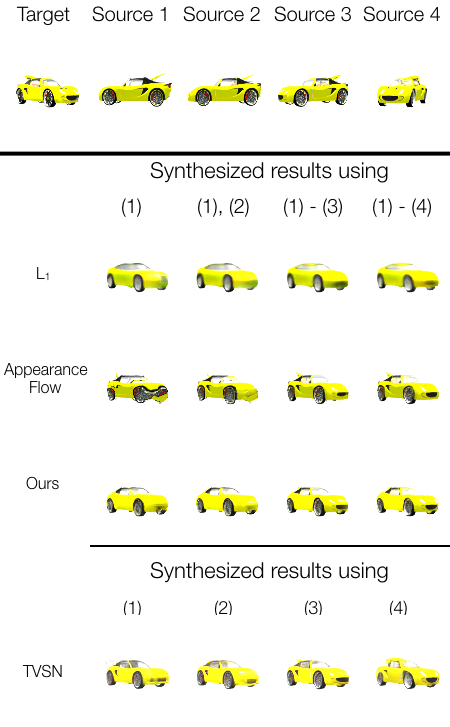 Target Source 1 Source 2 Source 3 Source 4
Synthesized results using
(1) (1), (2) (1) - (3) (1) - (4)
L₁
Appearance
Flow
Ours
Synthesized results using
(1) (2) (3) (4)
TVSN